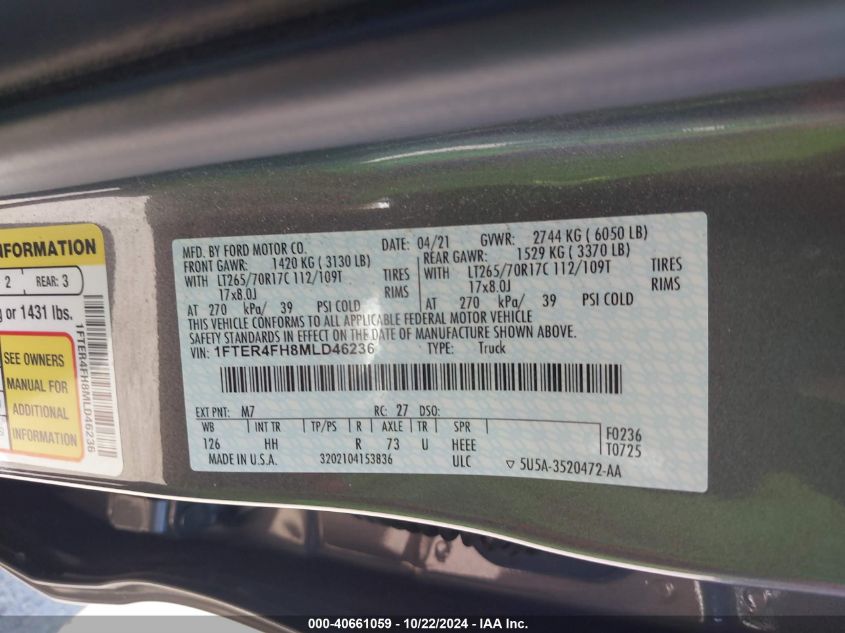 INFORMATION
2 REAR: 3
g or 1431 lbs.
SEE OWNERS
MANUAL FOR
ADDITIONAL
INFORMATION
1FTER4FH8MLD46236
MFD. BY FORD MOTOR CO. DATE: 04/21 GVWR: 2744 KG ( 6050 LB)
FRONT GAWR: 1420 KG ( 3130 LB) REAR GAWR: 1529 KG ( 3370 LB)
WITH LT265/70R17C 112/109T TIRES WITH LT265/70R17C 112/109T TIRES
17x8.0J RIMS 17x8.0J RIMS
AT 270 kPa/ 39 PSI COLD AT 270 kPa/ 39 PSI COLD
THIS VEHICLE CONFORMS TO ALL APPLICABLE FEDERAL MOTOR VEHICLE
SAFETY STANDARDS IN EFFECT ON THE DATE OF MANUFACTURE SHOWN ABOVE.
VIN: 1FTER4FH8MLD46236 TYPE: Truck
EXT PNT: M7 RC: 27 DSO:
WB INT TR TP/PS R AXLE TR SPR
126 HH R 73 U HEEE
F0236
T0725
MADE IN U.S.A. 3202104153836 ULC ▽ 5U5A-3520472-AA
000-40661059 - 10/22/2024 - IAA Inc.